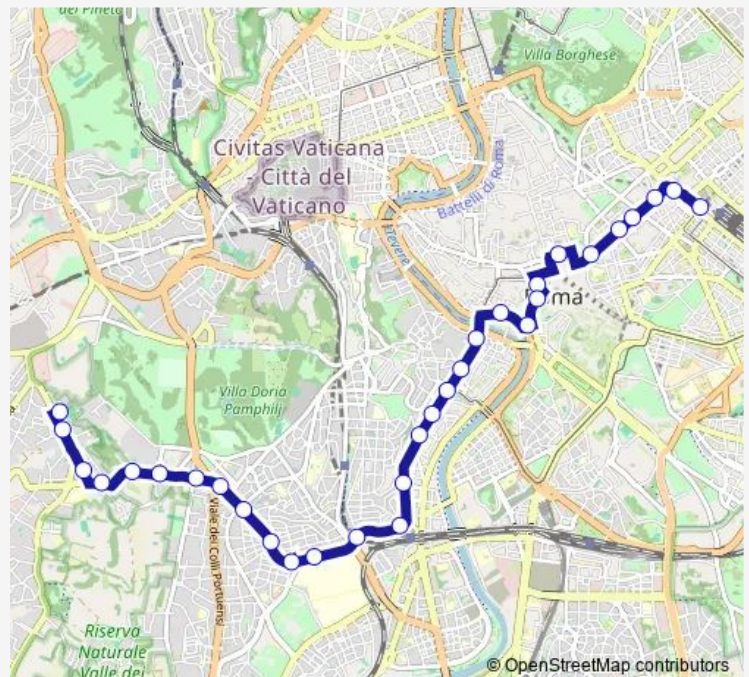 del Pineto
Villa Borghese
Civitas Vaticana
- Città del
Vaticano
Battelli di Roma
Tevere
Roma
Villa Doria
Pamphilj
Viale dei Colli Portuensi
Riserva
Naturale
Valle dei
© OpenStreetMap contributors